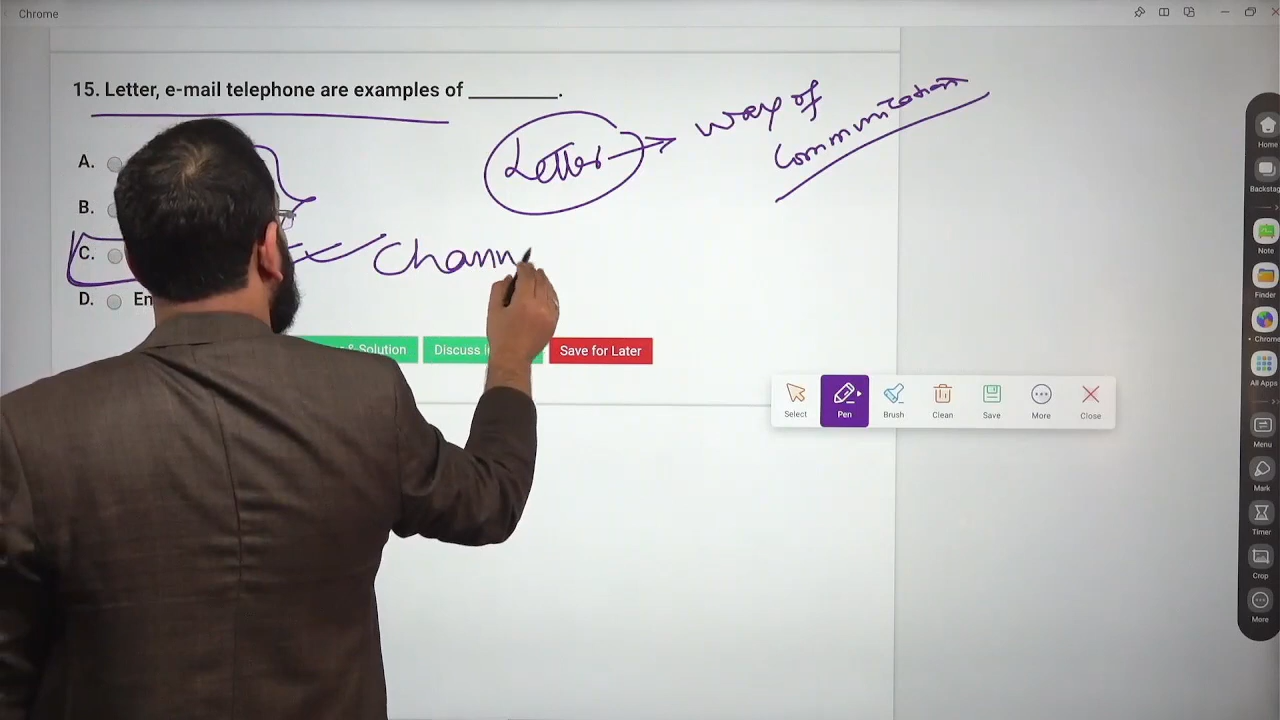 Chrome
15. Letter, e-mail telephone are examples of ________.
Letter → way of
communication
A.
B.
C.
Chann
D. En
& Solution
Discuss
Save for Later
Select
Pen
Brush
Clean
Save
More
Close
Home
Backstag
Note
Finder
Chrome
All Apps
Menu
Mark
Timer
Crop
More